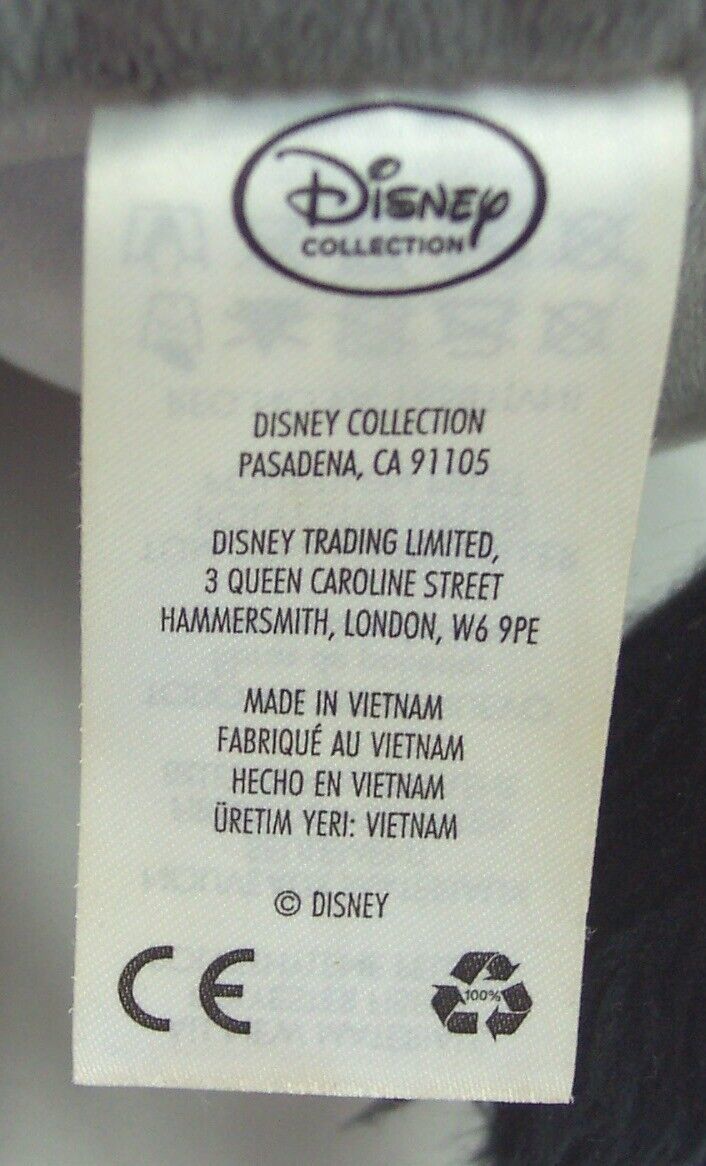 DISNEY
COLLECTION
DISNEY COLLECTION
PASADENA, CA 91105
DISNEY TRADING LIMITED,
3 QUEEN CAROLINE STREET
HAMMERSMITH, LONDON, W6 9PE
MADE IN VIETNAM
FABRIQUÉ AU VIETNAM
HECHO EN VIETNAM
ÜRETIM YERI: VIETNAM
© DISNEY
CE
100%